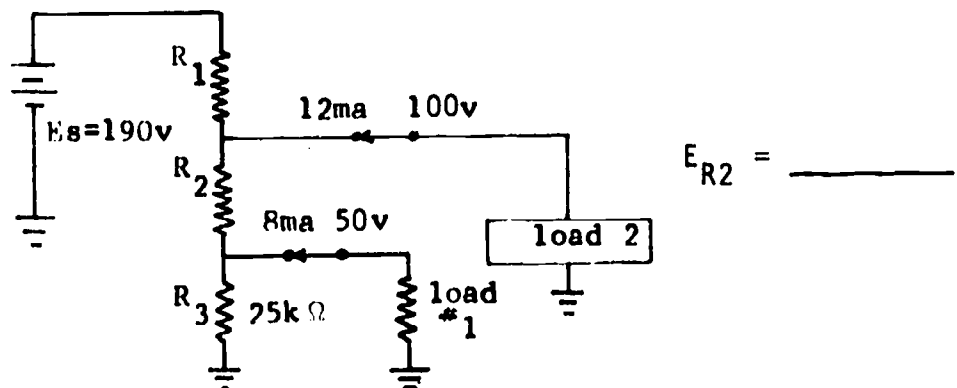 R1
12ma 100v
Es=190v
ER2 =
R2
8ma 50v
load 2
R3 25k Ω
load #1